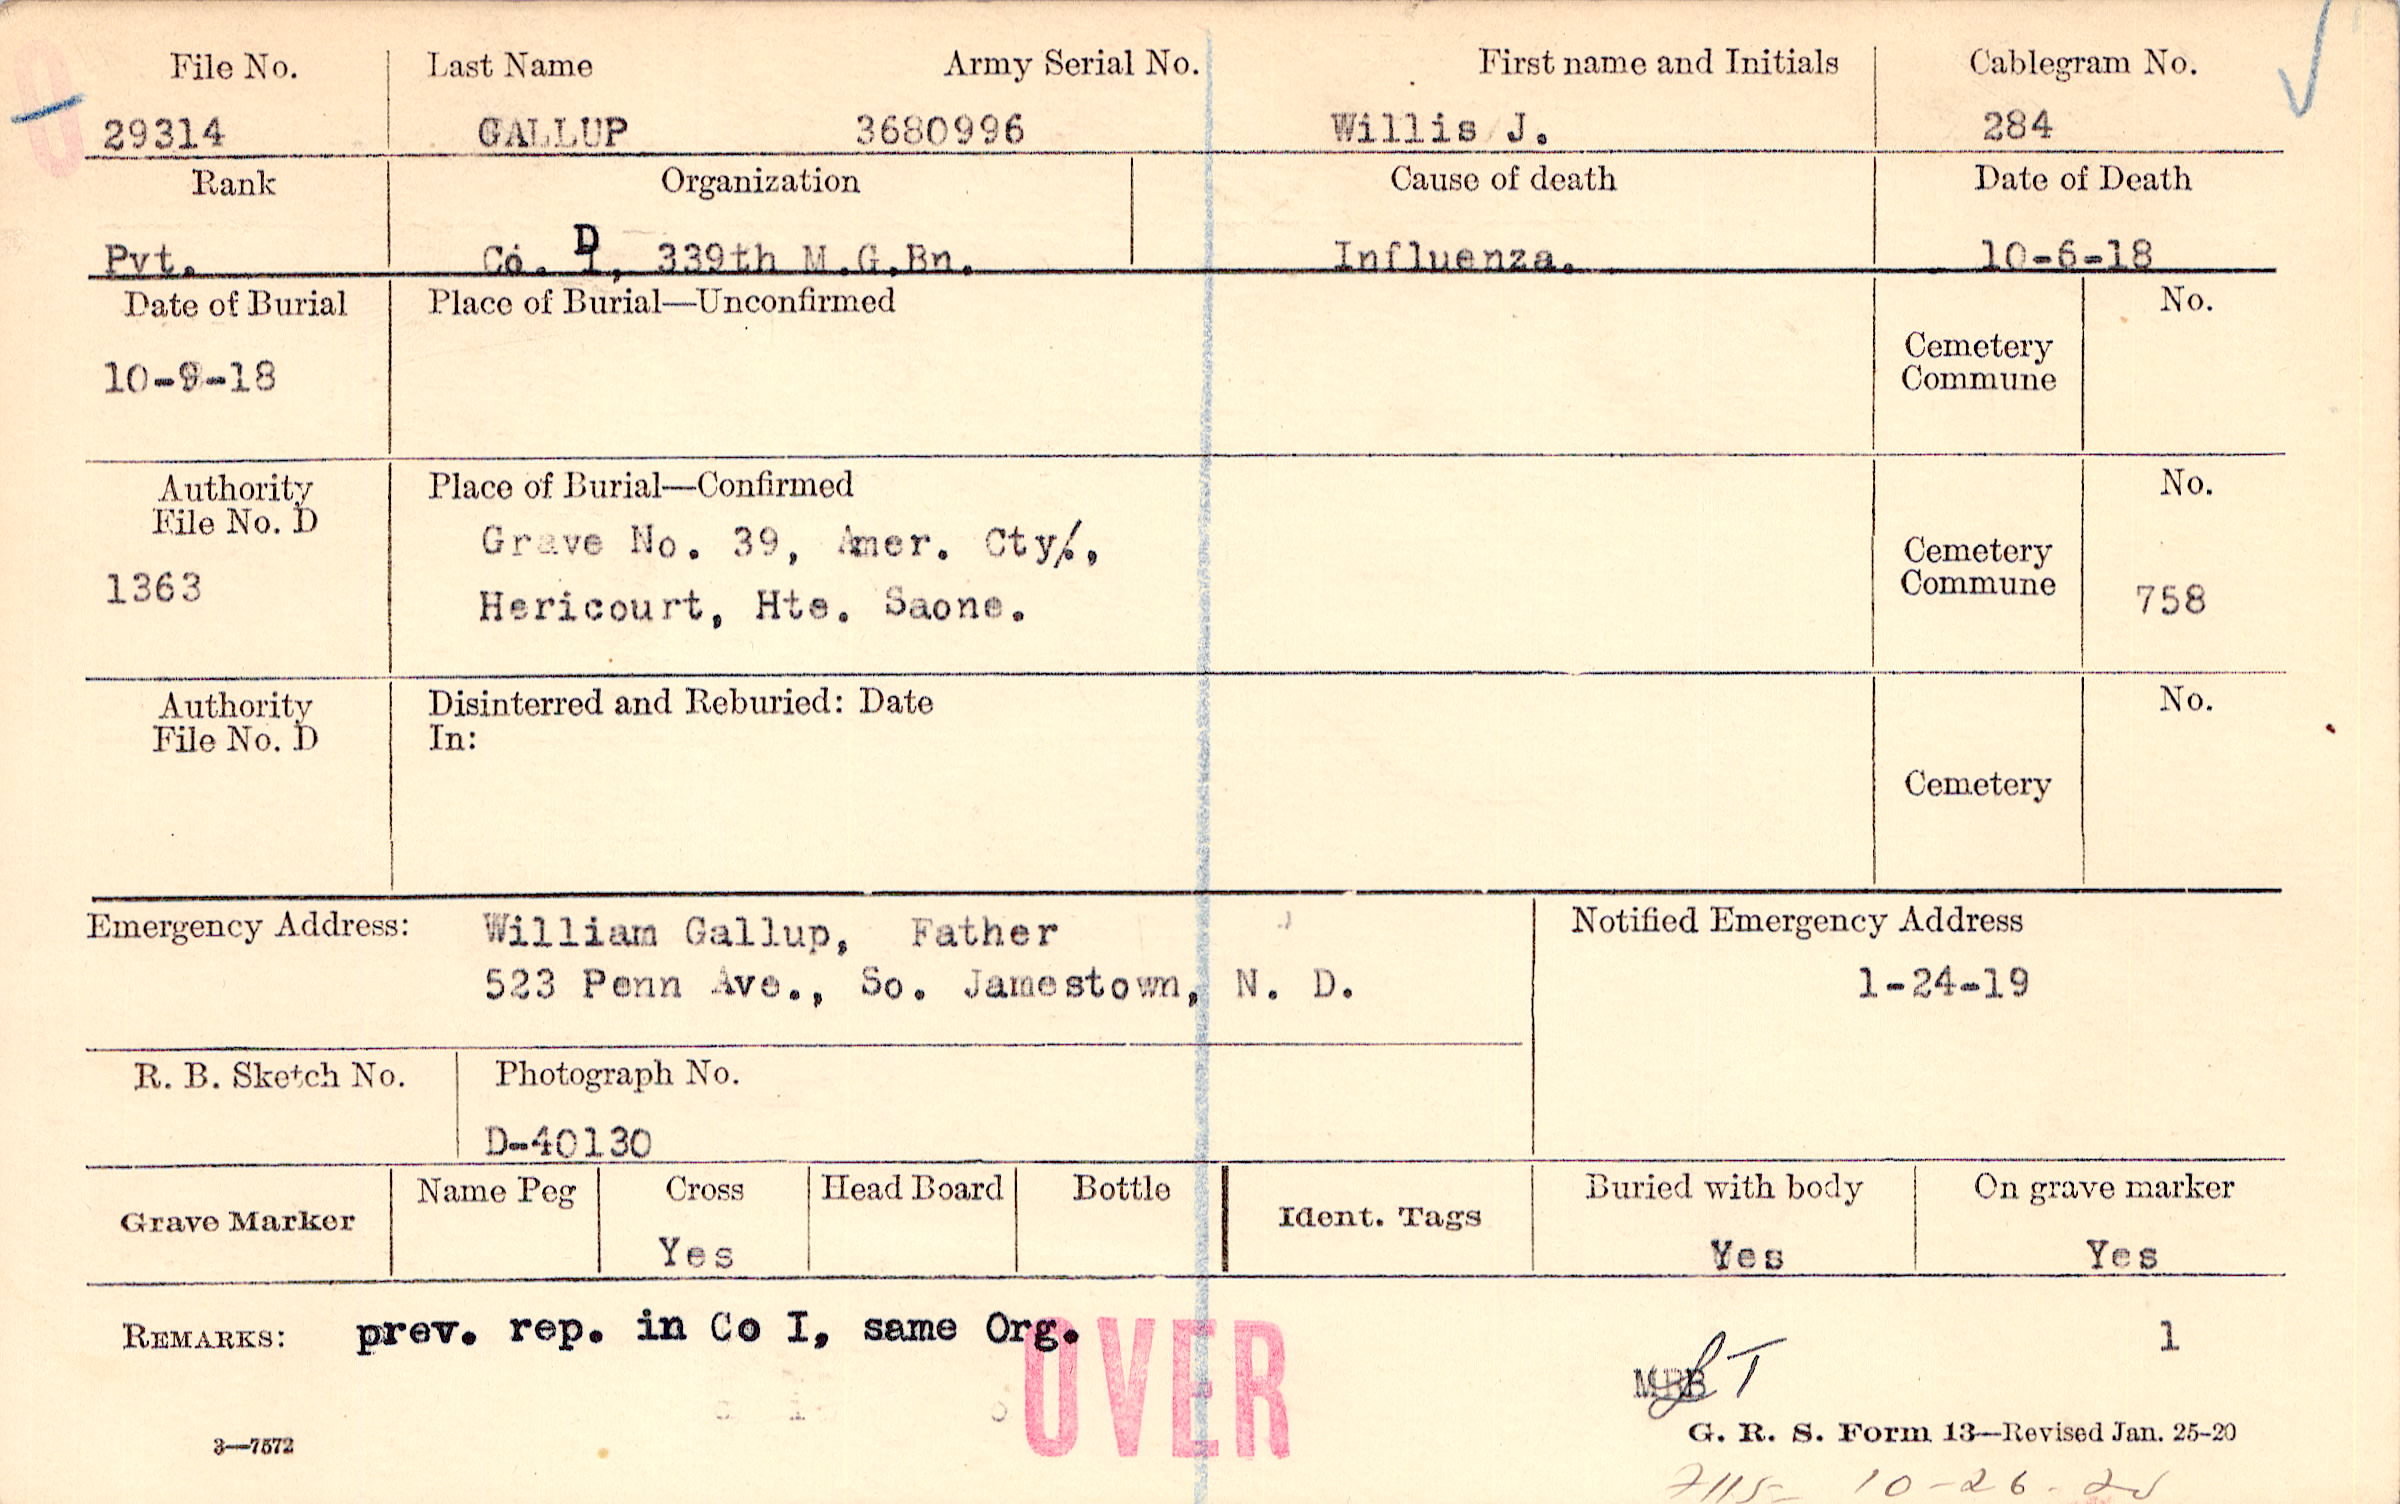 File No. Last Name Army Serial No. First name and Initials Cablegram No.
29314 GALLUP 3680996 Willis J. 284
Rank Organization Cause of death Date of Death
D
Pvt. Co. I, 339th M.G.Bn. Influenza. 10-6-18
Date of Burial Place of Burial—Unconfirmed No.
Cemetery
Commune
10-9-18
Authority Place of Burial—Confirmed No.
File No. D
Grave No. 39, Amer. Cty.,
Cemetery
Commune
1363 Hericourt, Hte. Saone. 758
Authority Disinterred and Reburied: Date No.
File No. D In:
Cemetery
Emergency Address: William Gallup, Father Notified Emergency Address
523 Penn Ave., So. Jamestown, N. D. 1-24-19
R. B. Sketch No. Photograph No.
D-40130
Name Peg Cross Head Board Bottle Buried with body On grave marker
Grave Marker Ident. Tags
Yes Yes Yes
REMARKS: prev. rep. in Co I, same Org. 1
OVER
3—7572 G. R. S. Form 13—Revised Jan. 25-20